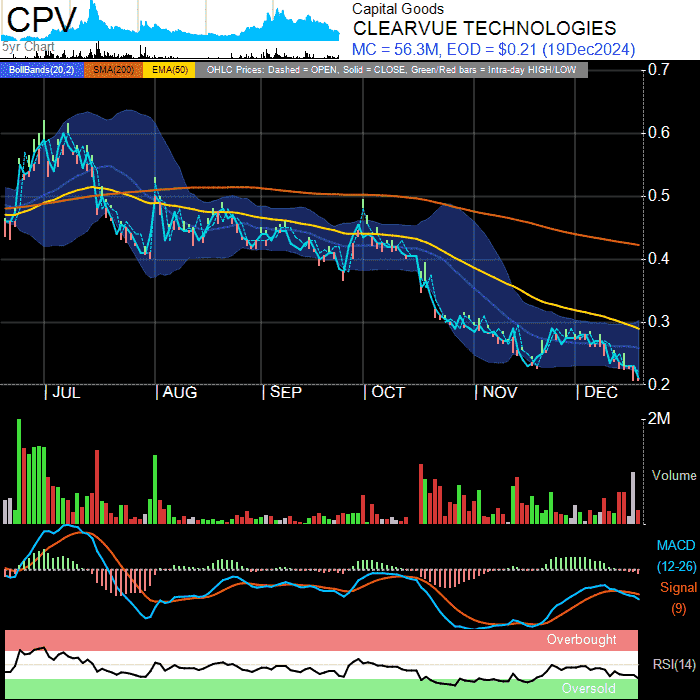 CPV
5yr Chart
Capital Goods
CLEARVUE TECHNOLOGIES
MC = 56.3M, EOD = $0.21 (19Dec2024)
BollBands(20,2) SMA(200) EMA(50) OHLC Prices: Dashed = OPEN, Solid = CLOSE, Green/Red bars = Intra-day HIGH/LOW
0.7
0.6
0.5
0.4
0.3
0.2
JUL AUG SEP OCT NOV DEC
2M
Volume
MACD
(12-26)
Signal
(9)
Overbought
RSI(14)
Oversold